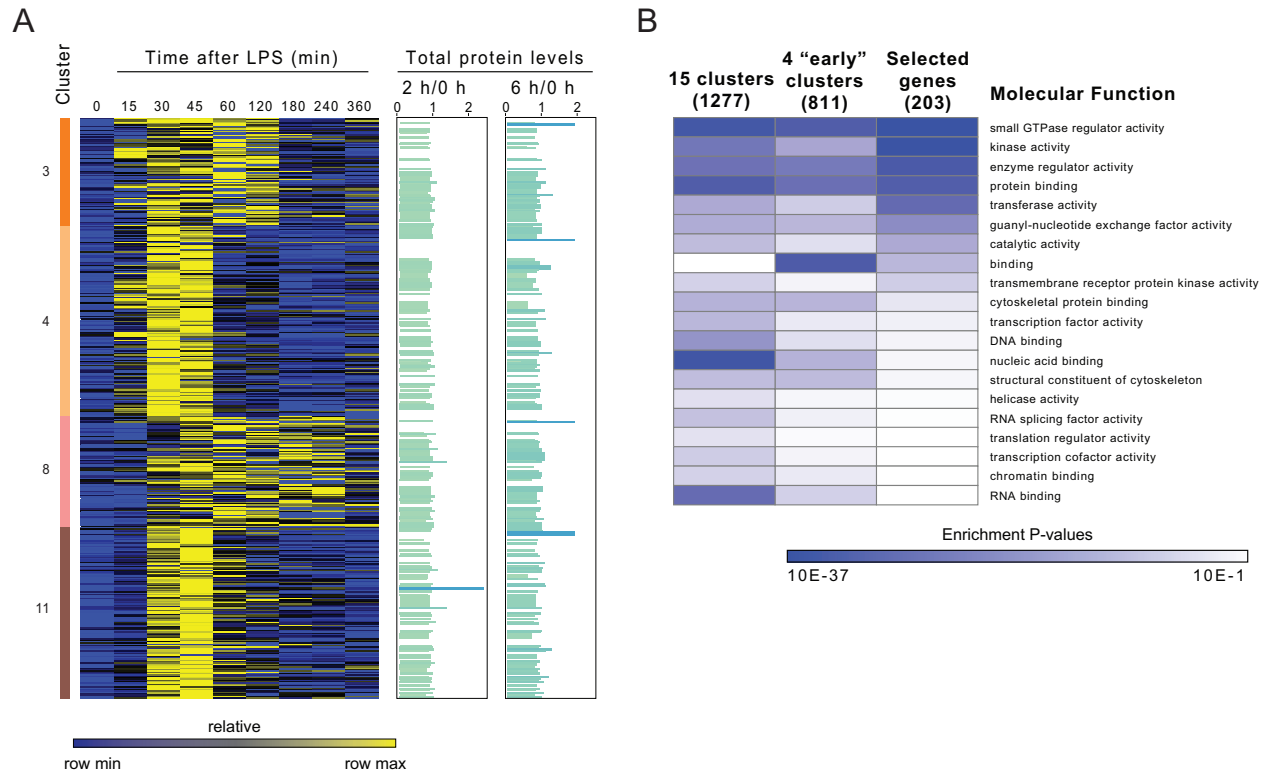 A
Cluster
Time after LPS (min)
0 15 30 45 60 120 180 240 360
Total protein levels
2 h/0 h
6 h/0 h
0 1 2
0 1 2
3
4
8
11
relative
row min
row max
B
15 clusters (1277)
4 “early” clusters (811)
Selected genes (203)
Molecular Function
small GTPase regulator activity
kinase activity
enzyme regulator activity
protein binding
transferase activity
guanyl-nucleotide exchange factor activity
catalytic activity
binding
transmembrane receptor protein kinase activity
cytoskeletal protein binding
transcription factor activity
DNA binding
nucleic acid binding
structural constituent of cytoskeleton
helicase activity
RNA splicing factor activity
translation regulator activity
transcription cofactor activity
chromatin binding
RNA binding
Enrichment P-values
10E-37
10E-1